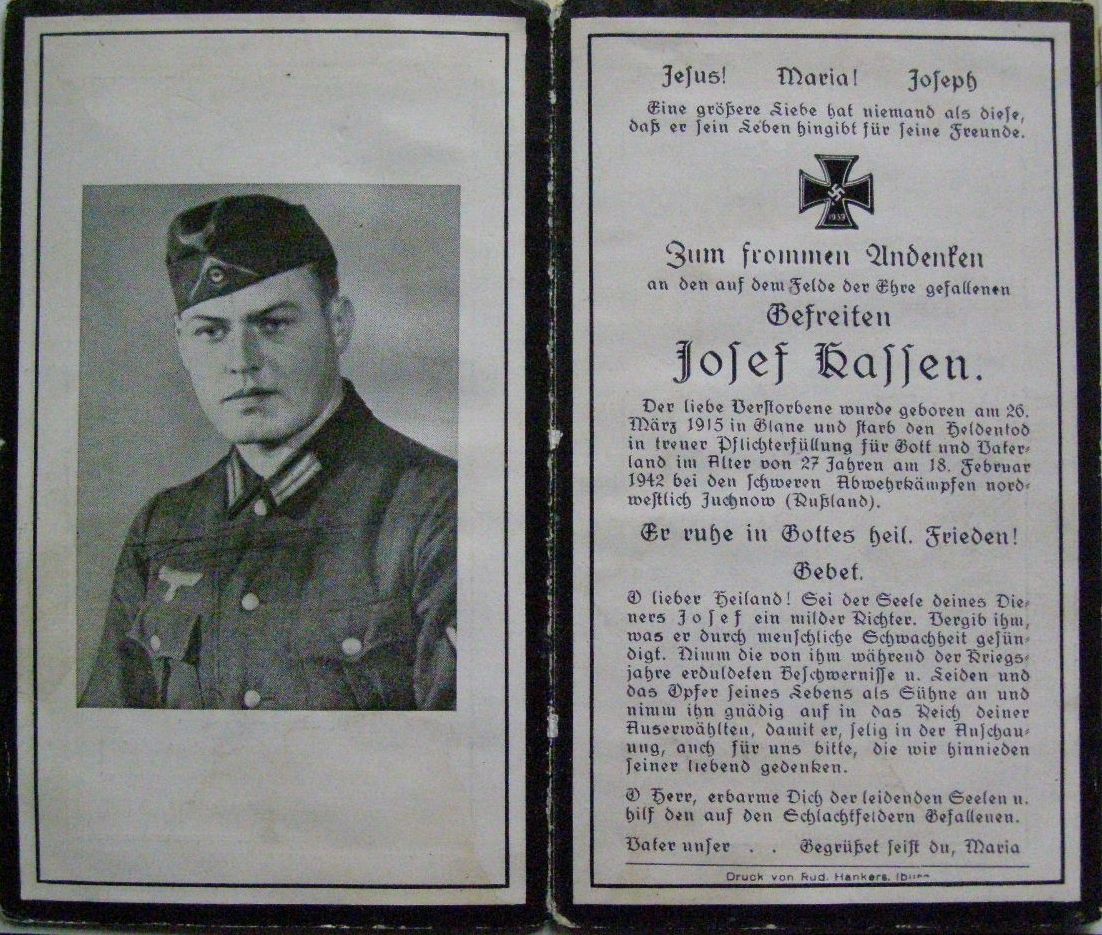 Jesus! Maria! Joseph
Eine größere Liebe hat niemand als diese,
daß er sein Leben hingibt für seine Freunde.
1939
Zum frommen Andenken
an den auf dem Felde der Ehre gefallenen
Gefreiten
Josef Kassen.
Der liebe Verstorbene wurde geboren am 26.
März 1915 in Glane und starb den Heldentod
in treuer Pflichterfüllung für Gott und Vater-
land im Alter von 27 Jahren am 18. Februar
1942 bei den schweren Abwehrkämpfen nord-
westlich Juchnow (Rußland).
Er ruhe in Gottes heil. Frieden!
Gebet.
O lieber Heiland! Sei der Seele deines Die-
ners Josef ein milder Richter. Vergib ihm,
was er durch menschliche Schwachheit gesün-
digt. Nimm die von ihm während der Kriegs-
jahre erduldeten Beschwernisse u. Leiden und
das Opfer seines Lebens als Sühne an und
nimm ihn gnädig auf in das Reich deiner
Auserwählten, damit er, selig in der Anschau-
ung, auch für uns bitte, die wir hinnieden
seiner liebend gedenken.
O Herr, erbarme Dich der leidenden Seelen u.
hilf den auf den Schlachtfeldern Gefallenen.
Vater unser . . Gegrüßet seist du, Maria
Druck von Rud. Hankers,